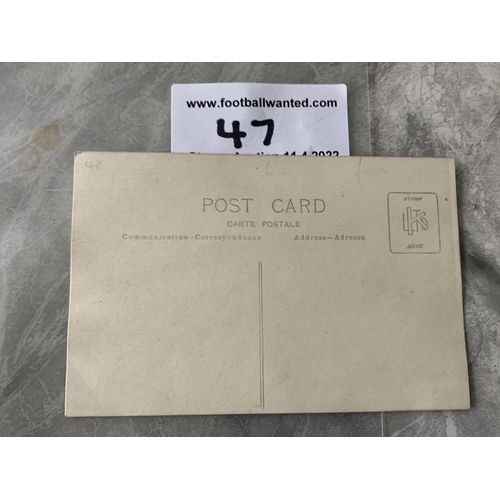 www.footballwanted.com
47
POST CARD
CARTE POSTALE
Communication—Correspondance
Address—Adresse
STAMP
HERE